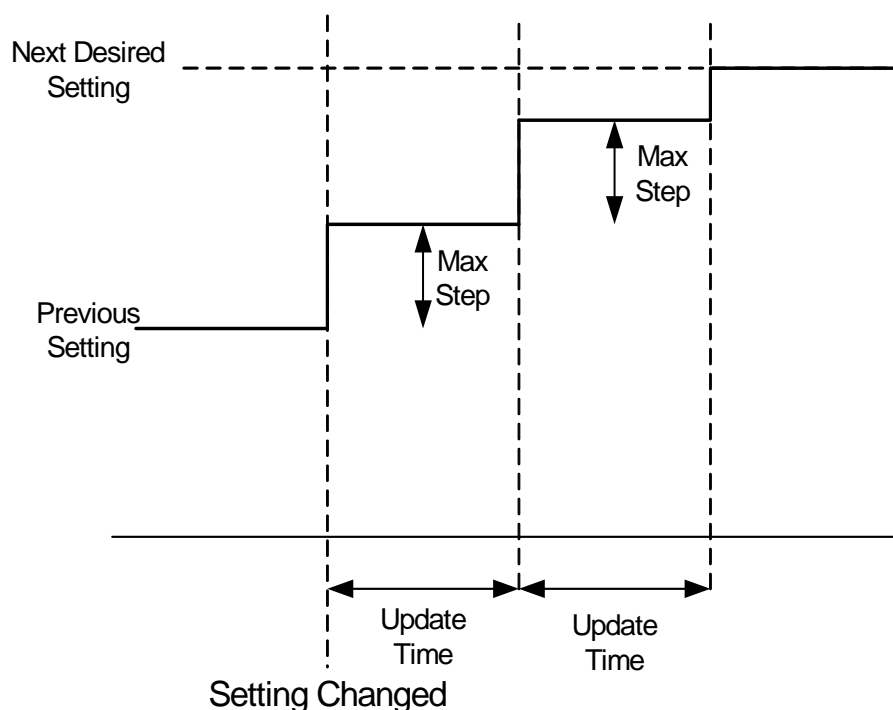 Next Desired
Setting
Max
Step
Max
Step
Previous
Setting
Update
Time
Update
Time
Setting Changed